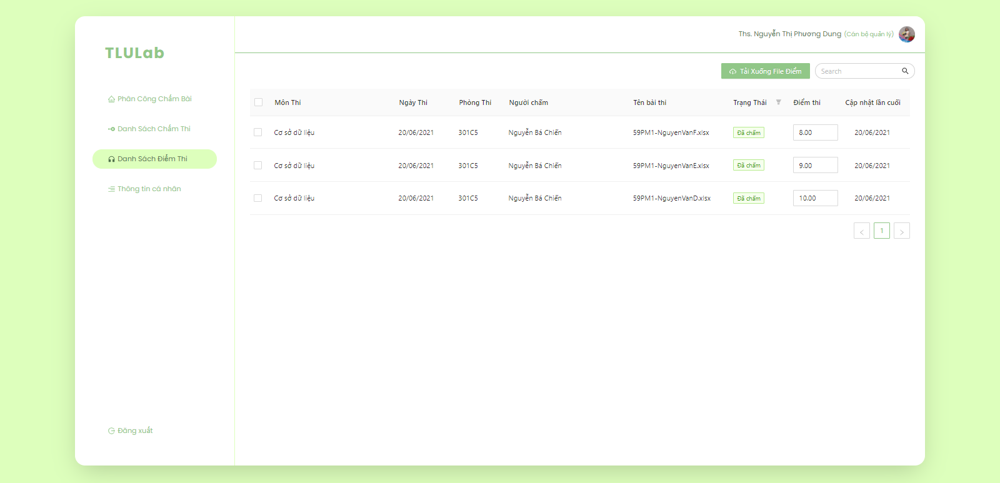 TLULab
Phân Công Chấm Bài
Danh Sách Chấm Thi
Danh Sách Điểm Thi
Thông tin cá nhân
Đăng xuất
Ths. Nguyễn Thị Phương Dung (Cán bộ quản lý)
Tải Xuống File Điểm Search
Môn Thi Ngày Thi Phòng Thi Người chấm Tên bài thi Trạng Thái Điểm thi Cập nhật lần cuối
Cơ sở dữ liệu 20/06/2021 301C5 Nguyễn Bá Chiến 59PM1-NguyenVanF.xlsx Đã chấm 8.00 20/06/2021
Cơ sở dữ liệu 20/06/2021 301C5 Nguyễn Bá Chiến 59PM1-NguyenVanE.xlsx Đã chấm 9.00 20/06/2021
Cơ sở dữ liệu 20/06/2021 301C5 Nguyễn Bá Chiến 59PM1-NguyenVanD.xlsx Đã chấm 10.00 20/06/2021
< 1 >